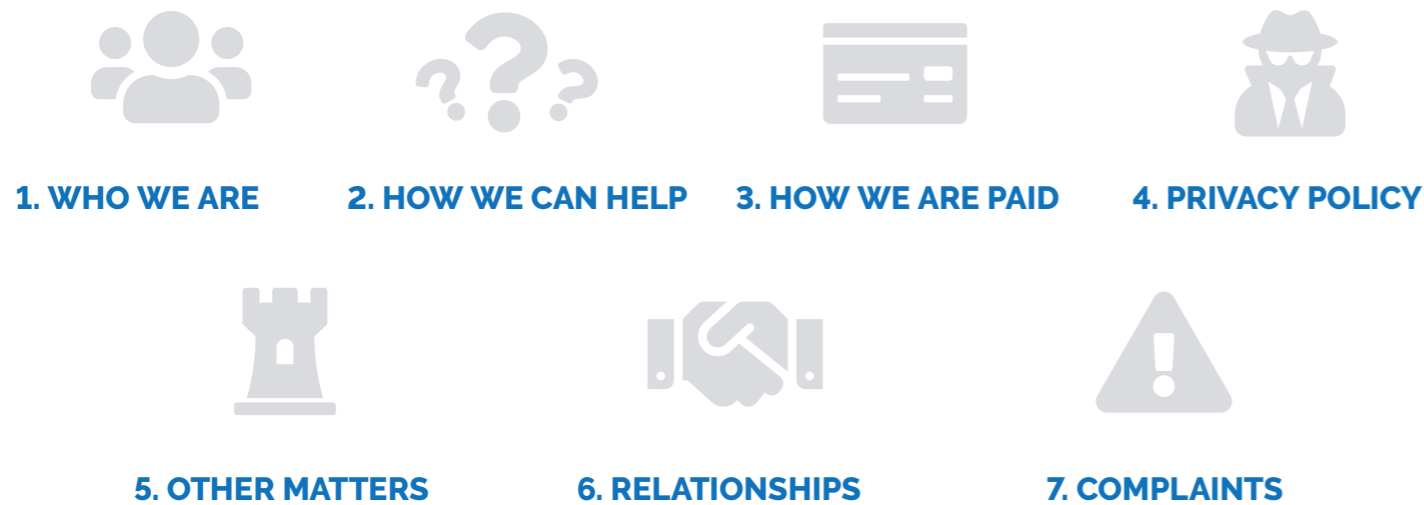 1. WHO WE ARE
2. HOW WE CAN HELP
3. HOW WE ARE PAID
4. PRIVACY POLICY
5. OTHER MATTERS
6. RELATIONSHIPS
7. COMPLAINTS